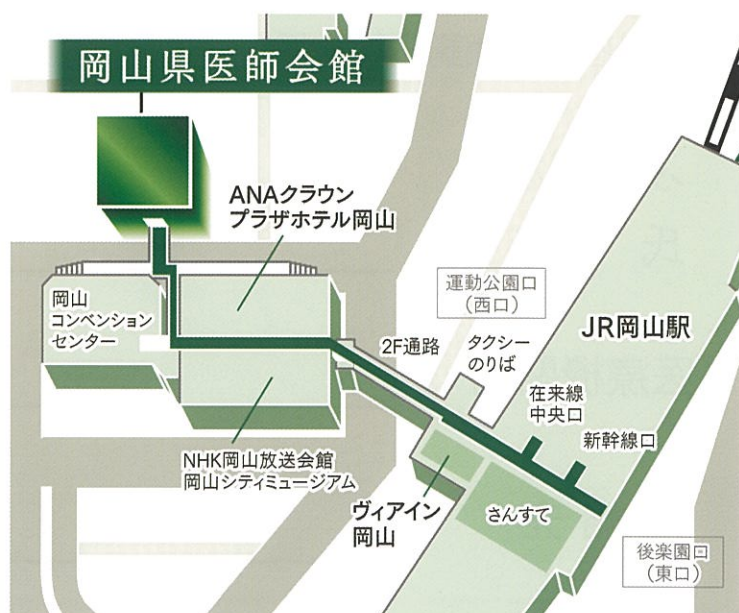 岡山県医師会館
ANAクラウン
プラザホテル岡山
岡山
コンベンション
センター
運動公園口
（西口）
JR岡山駅
2F通路
タクシー
のりば
在来線
中央口
新幹線口
NHK岡山放送会館
岡山シティミュージアム
ヴィアイン
岡山
さんすて
後楽園口
（東口）